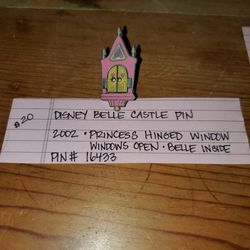 $20 DISNEY BELLE CASTLE PIN
2002 • PRINCESS HINGED WINDOW
WINDOWS OPEN • BELLE INSIDE
PIN# 16433